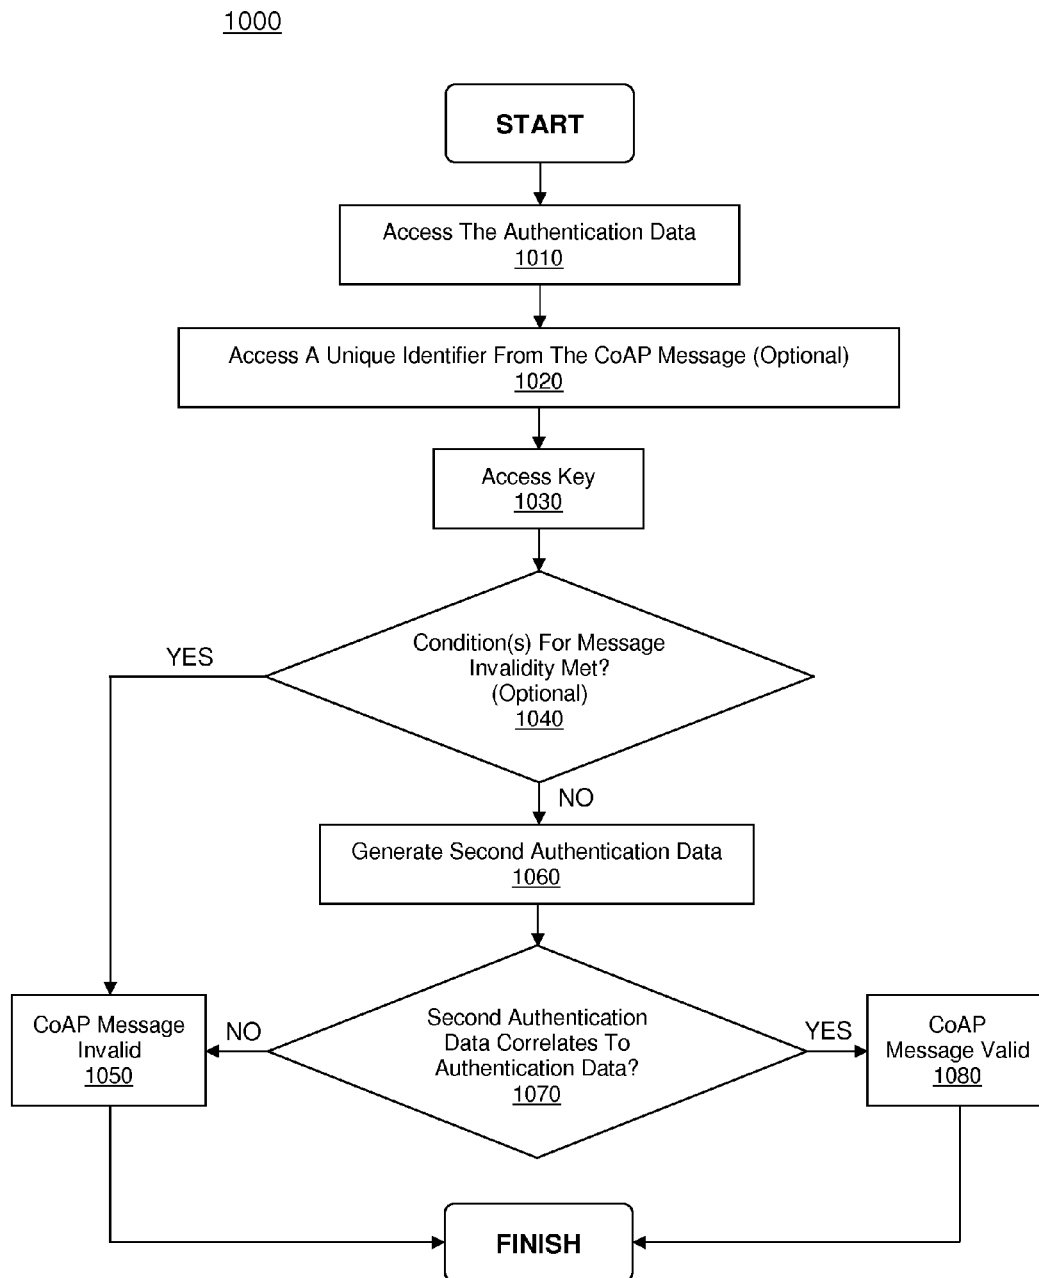 1000
START
Access The Authentication Data
1010
Access A Unique Identifier From The CoAP Message (Optional)
1020
Access Key
1030
Condition(s) For Message
Invalidity Met?
(Optional)
1040
YES
NO
Generate Second Authentication Data
1060
Second Authentication
Data Correlates To
Authentication Data?
1070
NO
YES
CoAP Message
Invalid
1050
CoAP
Message Valid
1080
FINISH